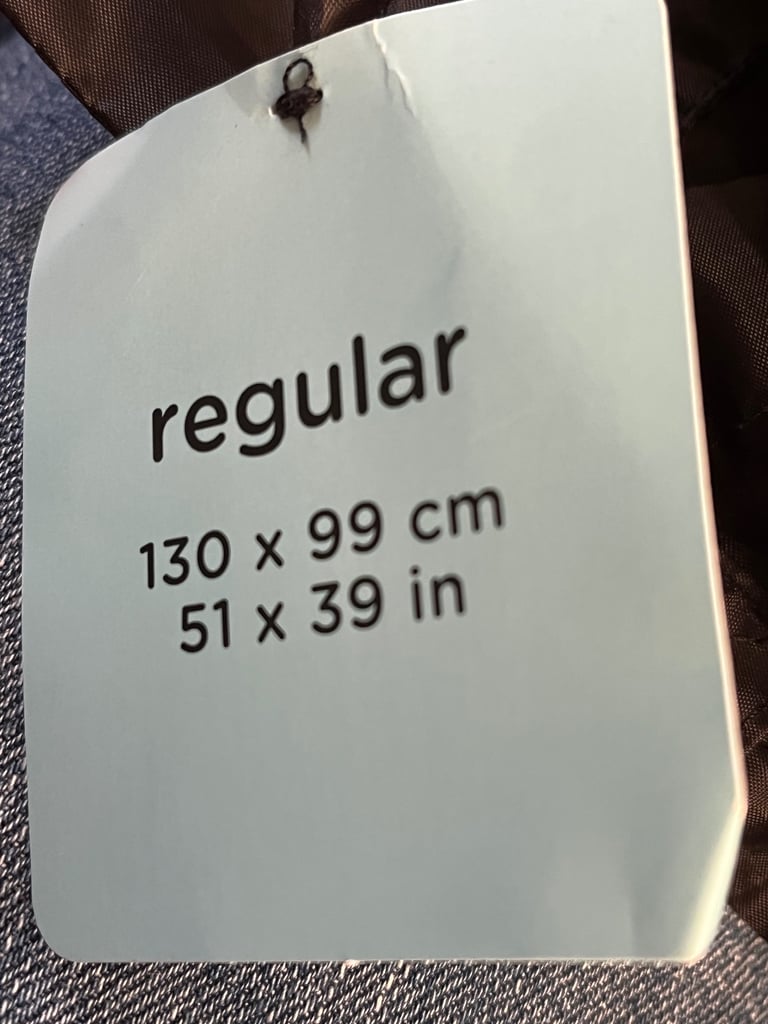 regular
130 x 99 cm
51 x 39 in